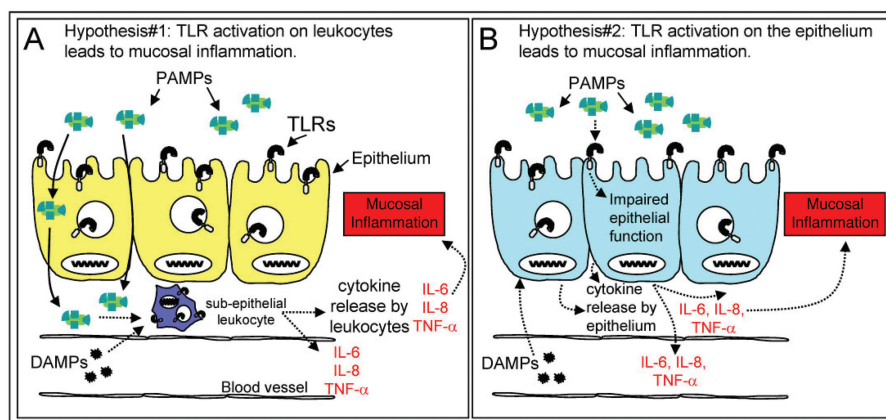 A
Hypothesis#1: TLR activation on leukocytes
leads to mucosal inflammation.
PAMPs
TLRs
Epithelium
Mucosal
Inflammation
sub-epithelial
leukocyte
cytokine
release by
leukocytes
IL-6
IL-8
TNF-α
DAMPs
IL-6
IL-8
TNF-α
Blood vessel
B
Hypothesis#2: TLR activation on the epithelium
leads to mucosal inflammation.
PAMPs
Impaired
epithelial
function
Mucosal
Inflammation
cytokine
release by
epithelium
IL-6, IL-8,
TNF-α
DAMPs
IL-6, IL-8,
TNF-α